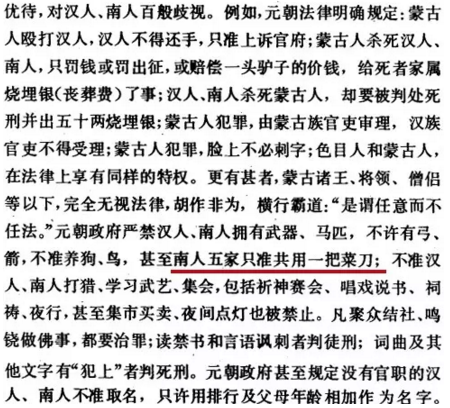 优待，对汉人、南人百般歧视。例如，元朝法律明确规定：蒙古
人殴打汉人，汉人不得还手，只准上诉官府；蒙古人杀死汉人、
南人，只罚钱或罚出征，或赔偿一头驴子的价钱，给死者家属
烧埋银（丧葬费）了事；汉人、南人杀死蒙古人，却要被判处死
刑并出五十两烧埋银；蒙古人犯罪，由蒙古族官吏审理，汉族
官吏不得受理；蒙古人犯罪，脸上不必刺字；色目人和蒙古人，
在法律上享有同样的特权。更有甚者，蒙古诸王、将领、僧侣
等以下，完全无视法律，胡作非为，横行霸道：“是谓任意而不
任法。”元朝政府严禁汉人、南人拥有武器、马匹，不许有弓、
箭，不准养狗、鸟，甚至南人五家只准共用一把菜刀；不准汉
人、南人打猎、学习武艺、集会，包括祈神赛会、唱戏说书、祠
祷、夜行，甚至集市买卖、夜间点灯也被禁止。凡聚众结社、鸣
铙做佛事，都要治罪；读禁书和言语讽刺者判徒刑；词曲及其
他文字有“犯上”者判死刑。元朝政府甚至规定没有官职的汉
人、南人不准取名，只许用排行及父母年龄相加作为名字。